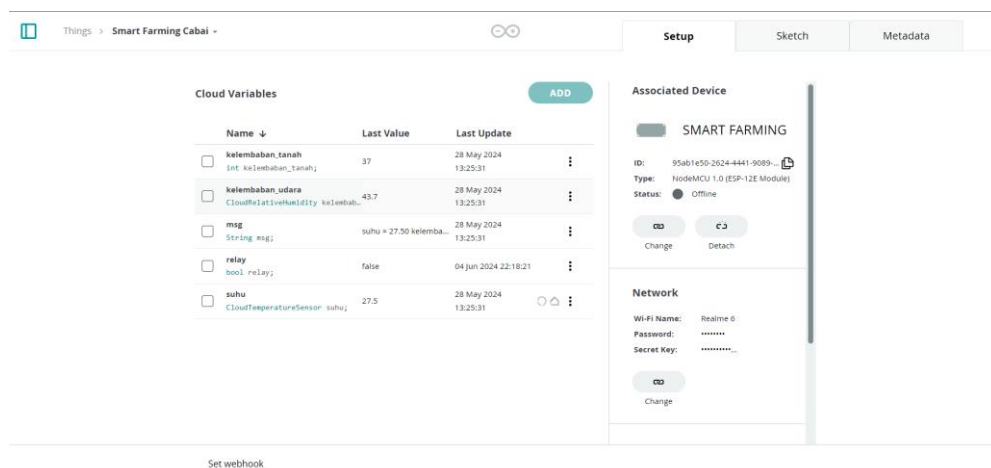 Things > Smart Farming Cabai
Setup
Sketch
Metadata
Cloud Variables
ADD
Name ↓ Last Value Last Update
kelembaban_tanah
int kelembaban_tanah;
37
28 May 2024
13:25:31
kelembaban_udara
CloudRelativeHumidity kelembab…
43.7
28 May 2024
13:25:31
msg
String msg;
suhu = 27.50 kelemba...
28 May 2024
13:25:31
relay
bool relay;
false
04 Jun 2024 22:18:21
suhu
CloudTemperatureSensor suhu;
27.5
28 May 2024
13:25:31
Associated Device
SMART FARMING
ID: 95ab1e50-2624-4441-9089-...
Type: NodeMCU 1.0 (ESP-12E Module)
Status: Offline
Change
Detach
Network
Wi-Fi Name: Realme 6
Password: ••••••••
Secret Key: ••••••••••...
Change
Set webhook